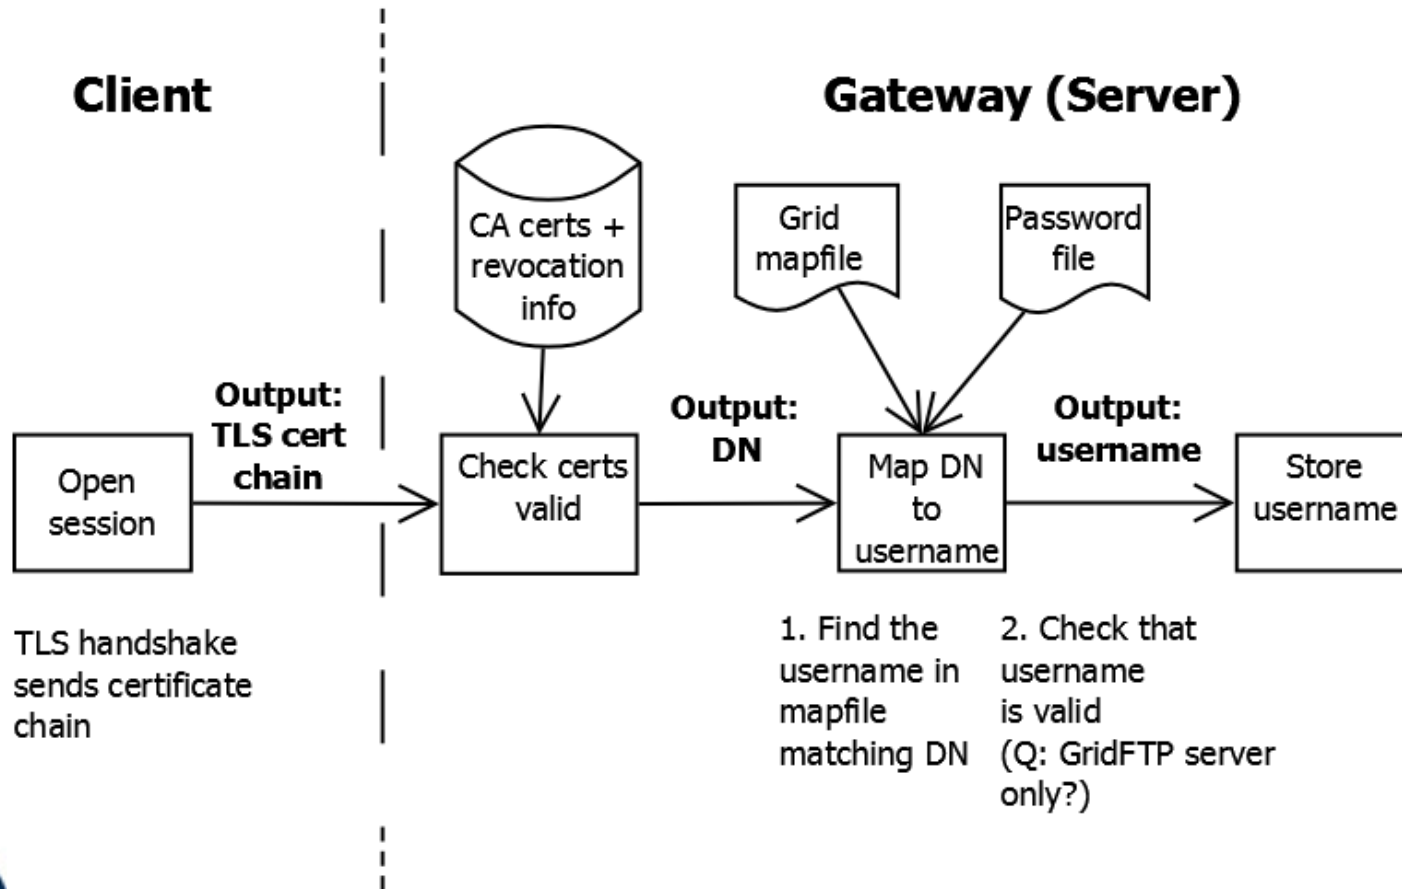 Client
Gateway (Server)
CA certs +
revocation
info
Grid
mapfile
Password
file
Output:
TLS cert
chain
Output:
DN
Output:
username
Open
session
Check certs
valid
Map DN
to
username
Store
username
TLS handshake
sends certificate
chain
1. Find the
username in
mapfile
matching DN
2. Check that
username
is valid
(Q: GridFTP server
only?)